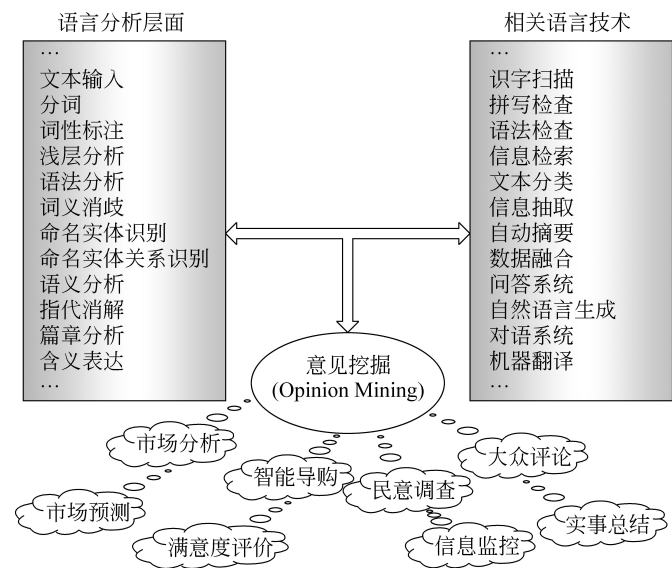 语言分析层面
…
文本输入
分词
词性标注
浅层分析
语法分析
词义消歧
命名实体识别
命名实体关系识别
语义分析
指代消解
篇章分析
含义表达
…
相关语言技术
…
识字扫描
拼写检查
语法检查
信息检索
文本分类
信息抽取
自动摘要
数据融合
问答系统
自然语言生成
对语系统
机器翻译
…
意见挖掘
(Opinion Mining)
市场分析
智能导购
民意调查
大众评论
市场预测
满意度评价
信息监控
实事总结